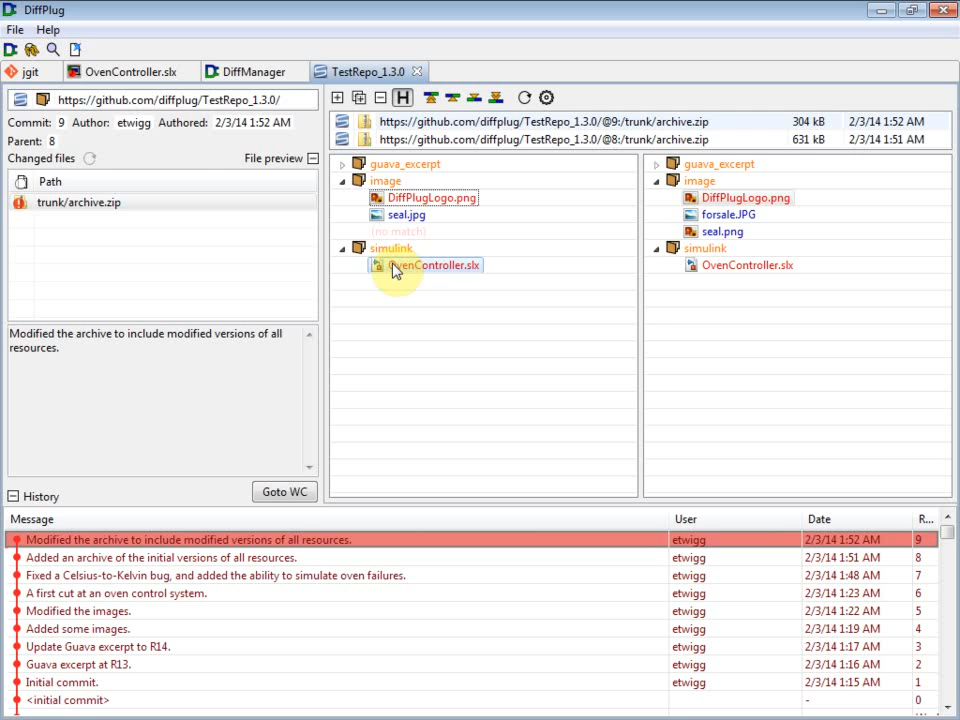 DiffPlug
File Help
jgit OvenController.slx DiffManager TestRepo_1.3.0
https://github.com/diffplug/TestRepo_1.3.0/
Commit: 9 Author: etwigg Authored: 2/3/14 1:52 AM
Parent: 8
Changed files File preview
Path
trunk/archive.zip
Modified the archive to include modified versions of all
resources.
History Goto WC
H
https://github.com/diffplug/TestRepo_1.3.0/@9:/trunk/archive.zip 304 kB 2/3/14 1:52 AM
https://github.com/diffplug/TestRepo_1.3.0/@8:/trunk/archive.zip 631 kB 2/3/14 1:51 AM
guava_excerpt
image
DiffPlugLogo.png
seal.jpg
(no match)
simulink
OvenController.slx
guava_excerpt
image
DiffPlugLogo.png
forsale.JPG
seal.png
simulink
OvenController.slx
Message User Date R...
Modified the archive to include modified versions of all resources. etwigg 2/3/14 1:52 AM 9
Added an archive of the initial versions of all resources. etwigg 2/3/14 1:51 AM 8
Fixed a Celsius-to-Kelvin bug, and added the ability to simulate oven failures. etwigg 2/3/14 1:48 AM 7
A first cut at an oven control system. etwigg 2/3/14 1:23 AM 6
Modified the images. etwigg 2/3/14 1:22 AM 5
Added some images. etwigg 2/3/14 1:19 AM 4
Update Guava excerpt to R14. etwigg 2/3/14 1:17 AM 3
Guava excerpt at R13. etwigg 2/3/14 1:16 AM 2
Initial commit. etwigg 2/3/14 1:15 AM 1
<initial commit> - 0